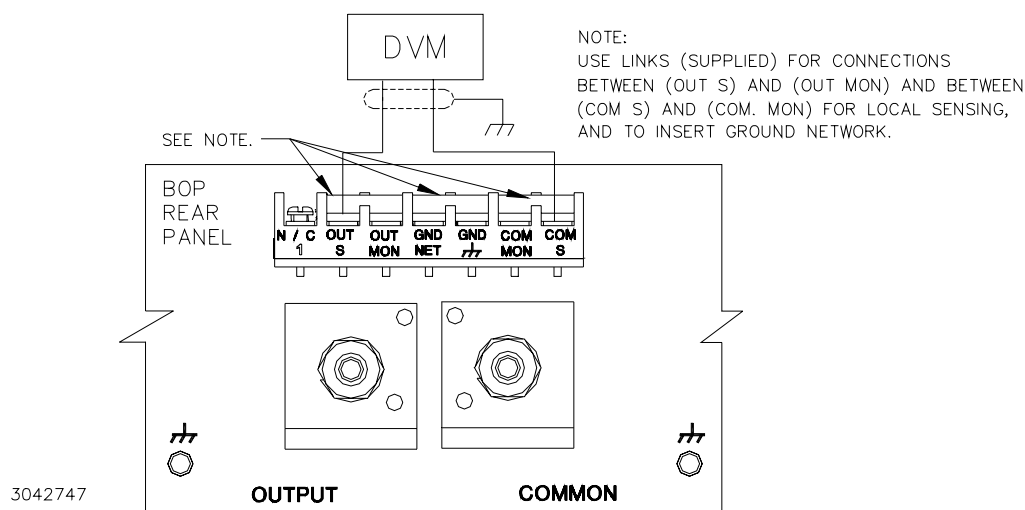 DVM
NOTE:
USE LINKS (SUPPLIED) FOR CONNECTIONS
BETWEEN (OUT S) AND (OUT MON) AND BETWEEN
(COM S) AND (COM. MON) FOR LOCAL SENSING,
AND TO INSERT GROUND NETWORK.
SEE NOTE.
BOP
REAR
PANEL
N / C
1
OUT
S
OUT
MON
GND
NET
GND
COM
MON
COM
S
3042747
OUTPUT
COMMON